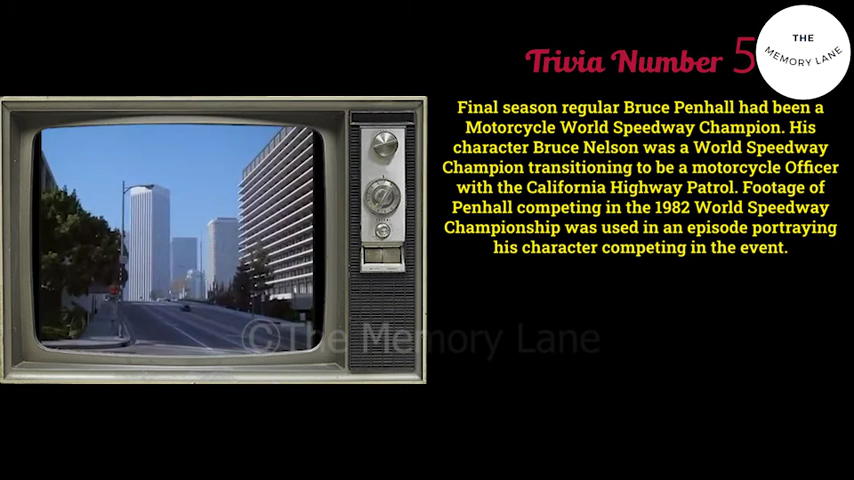 Trivia Number 5
THE
MEMORY LANE
Final season regular Bruce Penhall had been a
Motorcycle World Speedway Champion. His
character Bruce Nelson was a World Speedway
Champion transitioning to be a motorcycle Officer
with the California Highway Patrol. Footage of
Penhall competing in the 1982 World Speedway
Championship was used in an episode portraying
his character competing in the event.
©The Memory Lane